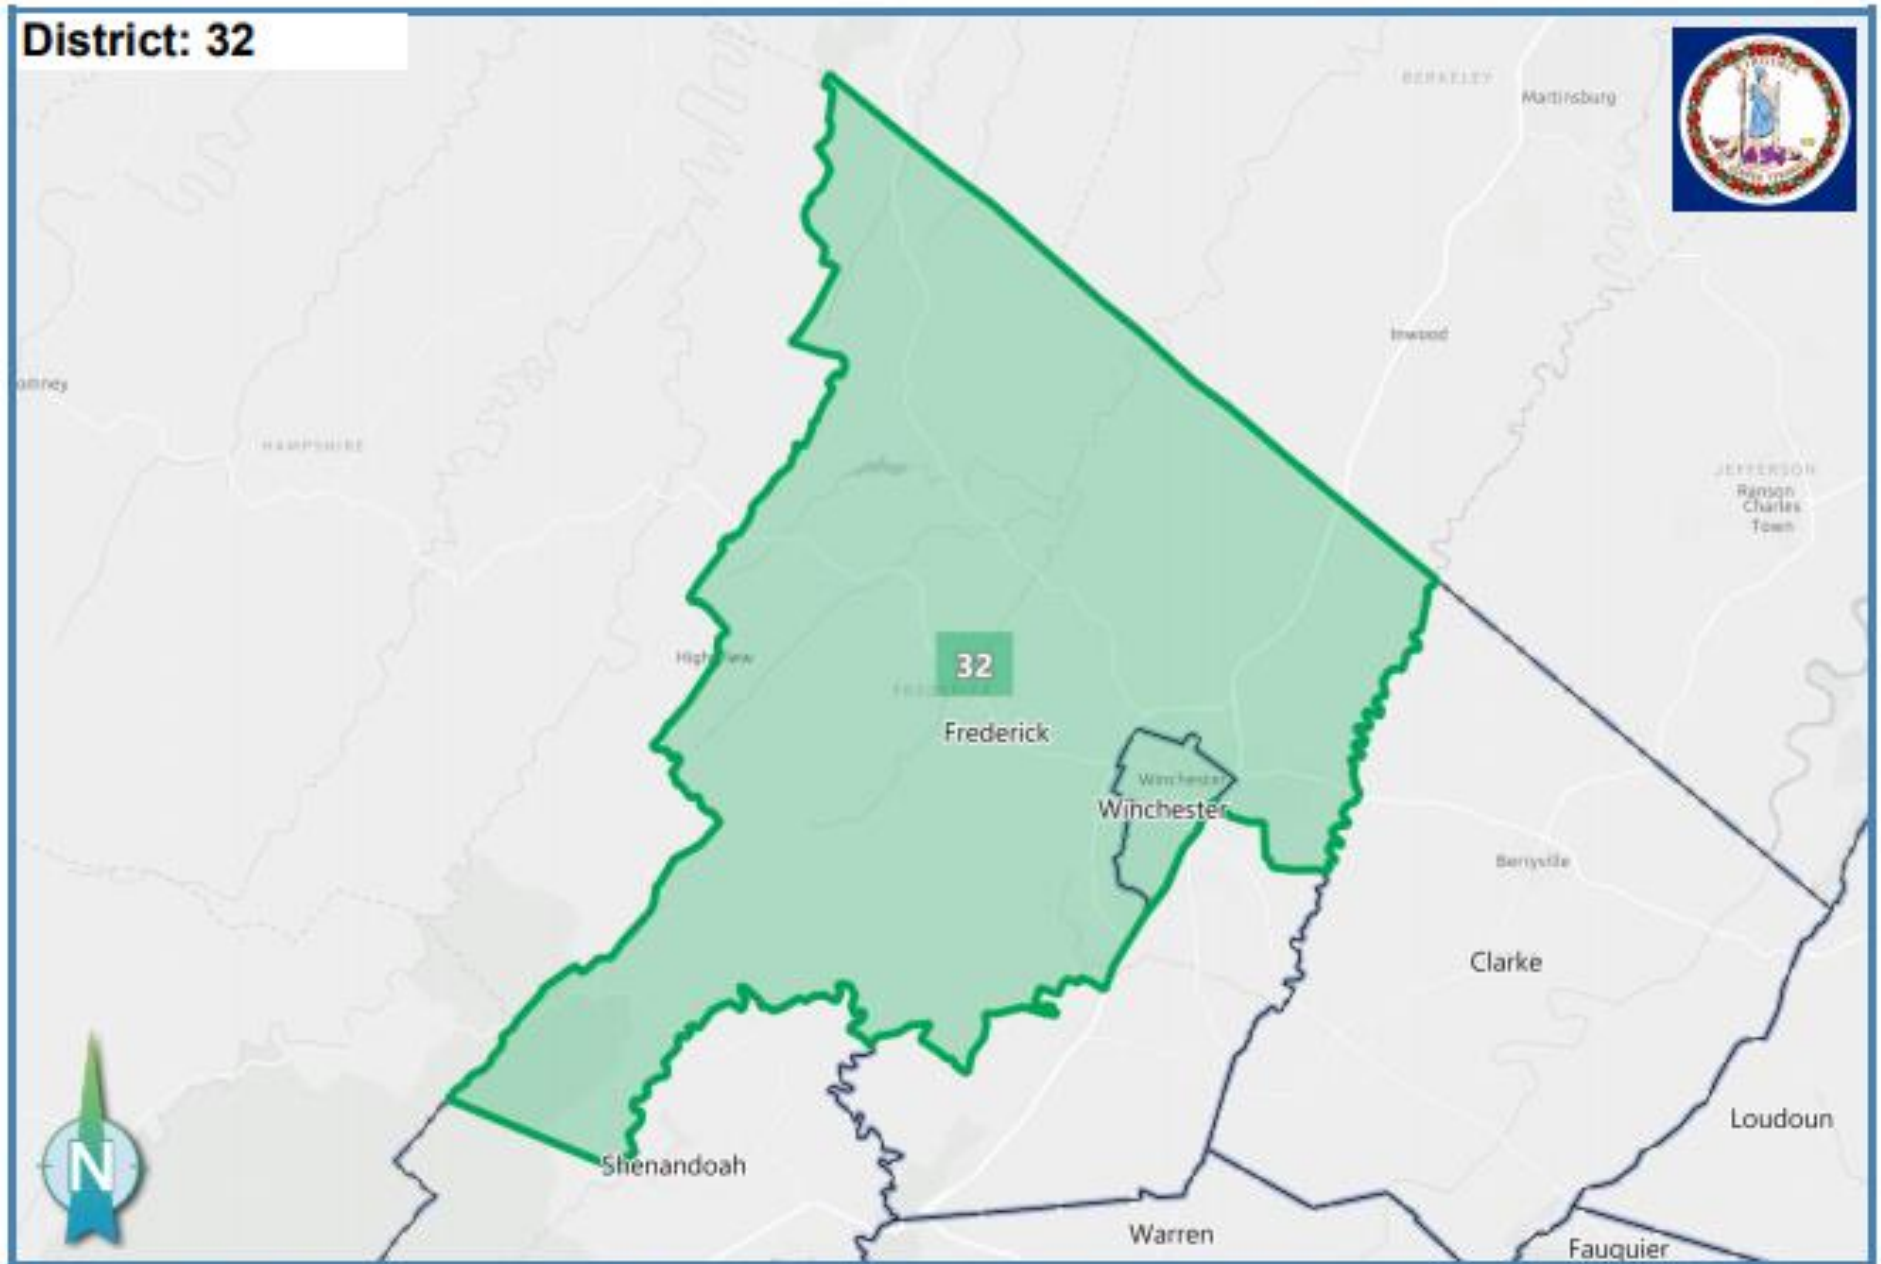 District: 32
BERKELEY
Martinsburg
Inwood
HAMPSHIRE
JEFFERSON
Ranson
Charles
Town
32
Frederick
Winchester
Winchester
Berryville
Clarke
Loudoun
N
Shenandoah
Warren
Fauquier